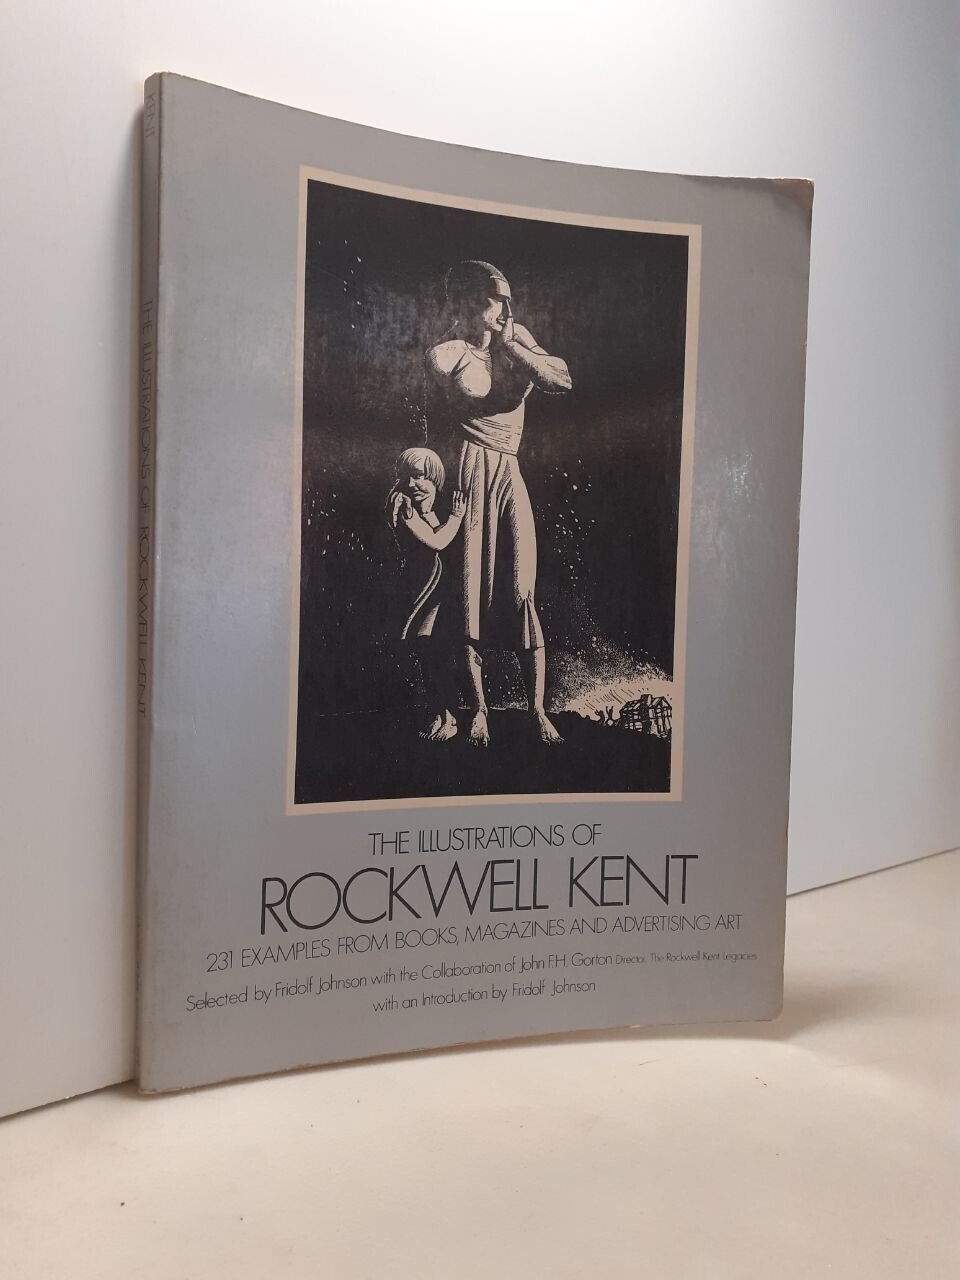 KENT
THE ILLUSTRATIONS OF ROCKWELL KENT
THE ILLUSTRATIONS OF
ROCKWELL KENT
231 EXAMPLES FROM BOOKS, MAGAZINES AND ADVERTISING ART
Selected by Fridolf Johnson with the Collaboration of John F.H. Gorton Director, The Rockwell Kent Legacies
with an Introduction by Fridolf Johnson